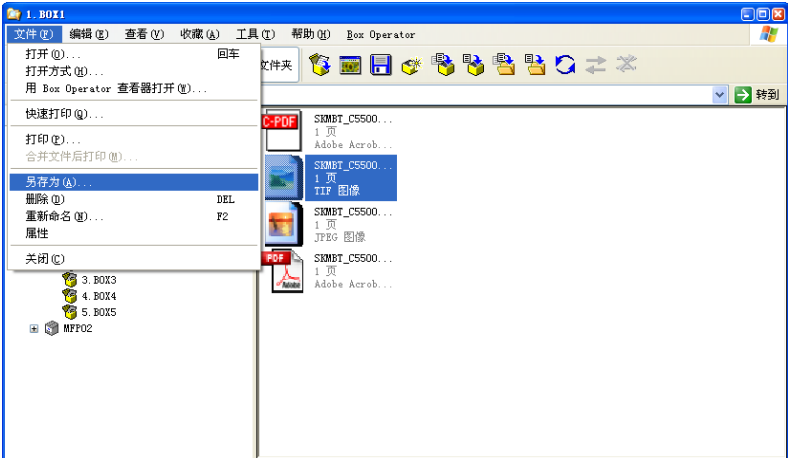 1. BOX1
文件(F) 编辑(E) 查看(V) 收藏(A) 工具(T) 帮助(H) Box Operator
打开(O)... 回车
打开方式(H)...
用 Box Operator 查看器打开(W)...
快速打印(Q)...
打印(P)...
合并文件后打印(M)...
另存为(A)...
删除(D) DEL
重新命名(N)... F2
属性
关闭(C)
文件夹
转到
C-PDF
SKMBT_C5500...
1 页
Adobe Acrob...
SKMBT_C5500...
1 页
TIF 图像
SKMBT_C5500...
1 页
JPEG 图像
PDF
Adobe
SKMBT_C5500...
1 页
Adobe Acrob...
3. BOX3
4. BOX4
5. BOX5
MFP02